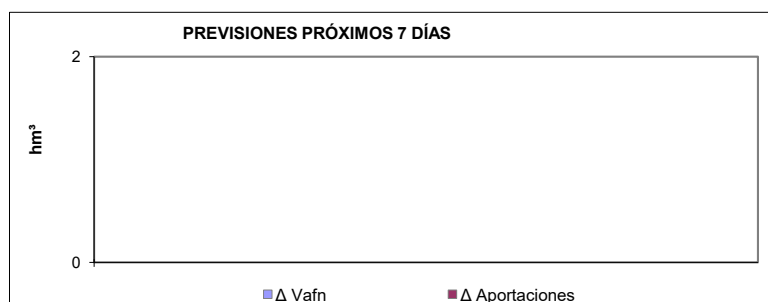 PREVISIONES PRÓXIMOS 7 DÍAS
2
hm³
0
Δ Vafn
Δ Aportaciones